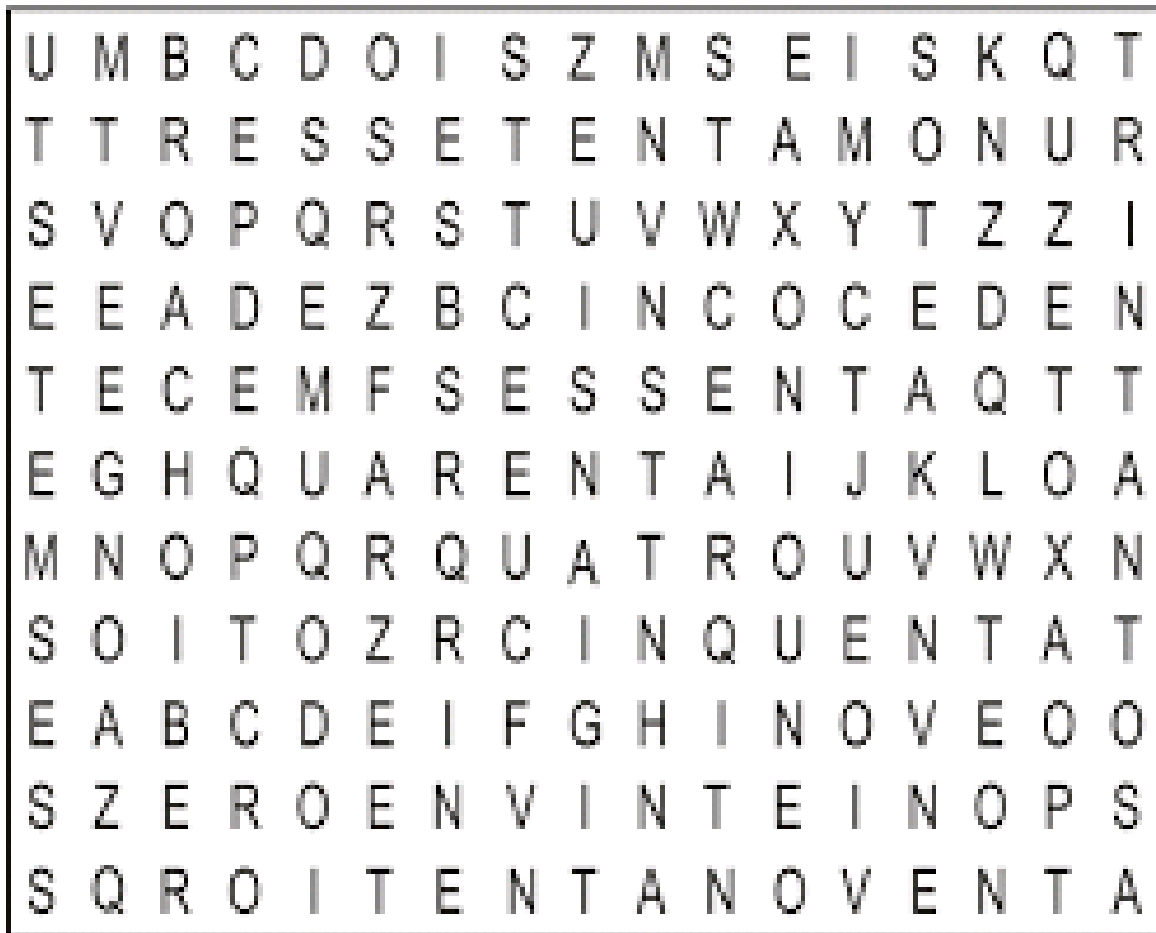 U M B C D O I S Z M S E I S K Q T
T T R E S S E T E N T A M O N U R
S V O P Q R S T U V W X Y T Z Z I
E E A D E Z B C I N C O C E D E N
T E C E M F S E S S E N T A Q T T
E G H Q U A R E N T A I J K L O A
M N O P Q R Q U A T R O U V W X N
S O I T O Z R C I N Q U E N T A T
E A B C D E I F G H I N O V E O O
S Z E R O E N V I N T E I N O P S
S Q R O I T E N T A N O V E N T A